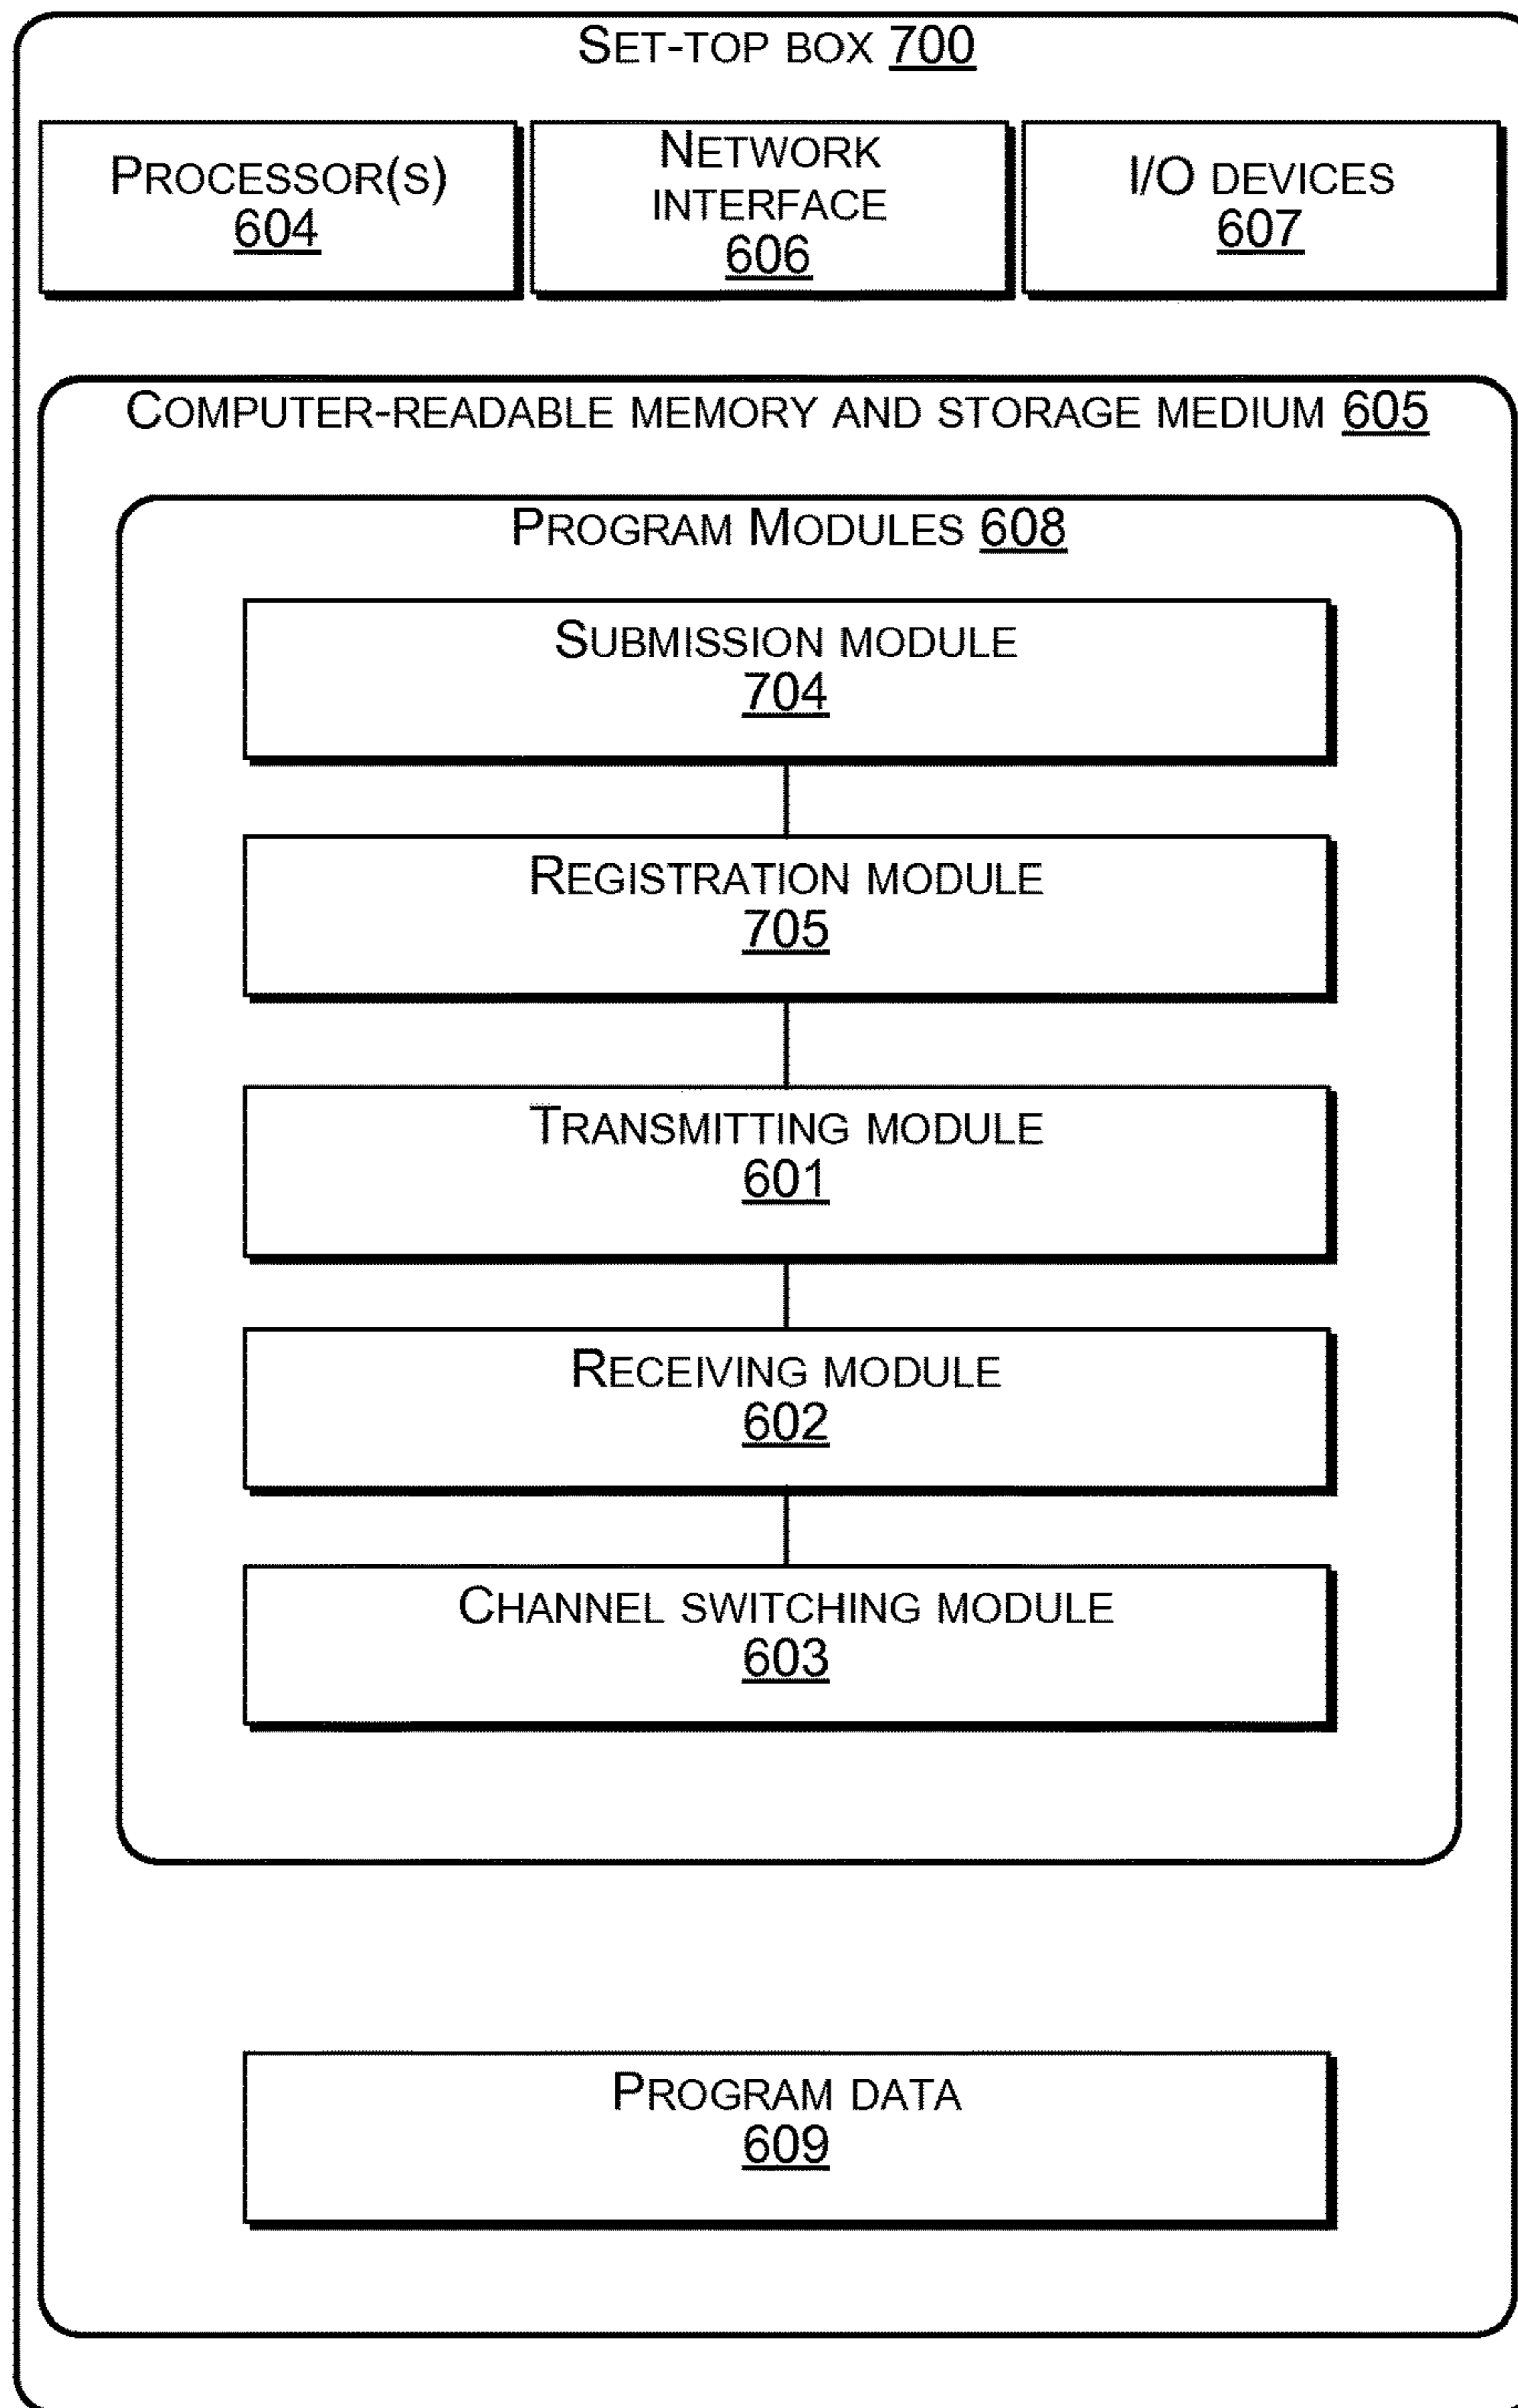 SET-TOP BOX 700
PROCESSOR(S)
604
NETWORK
INTERFACE
606
I/O DEVICES
607
COMPUTER-READABLE MEMORY AND STORAGE MEDIUM 605
PROGRAM MODULES 608
SUBMISSION MODULE
704
REGISTRATION MODULE
705
TRANSMITTING MODULE
601
RECEIVING MODULE
602
CHANNEL SWITCHING MODULE
603
PROGRAM DATA
609